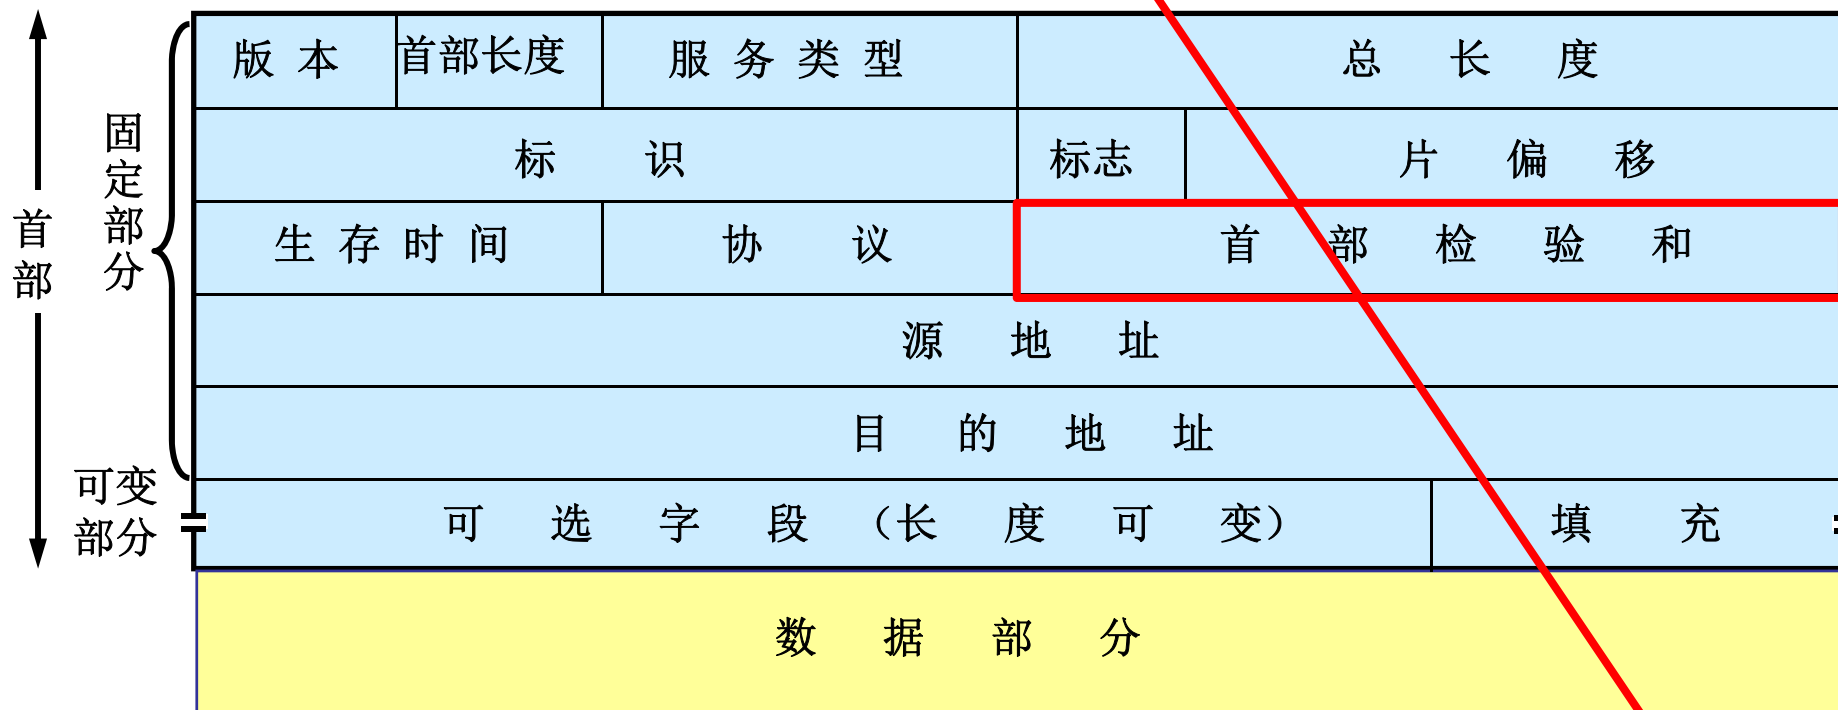 版本 首部长度 服务类型 总长度
标识 标志 片偏移
生存时间 协议 首部检验和
源地址
目的地址
可选字段（长度可变） 填充
数据部分
首部
固定部分
可变
部分